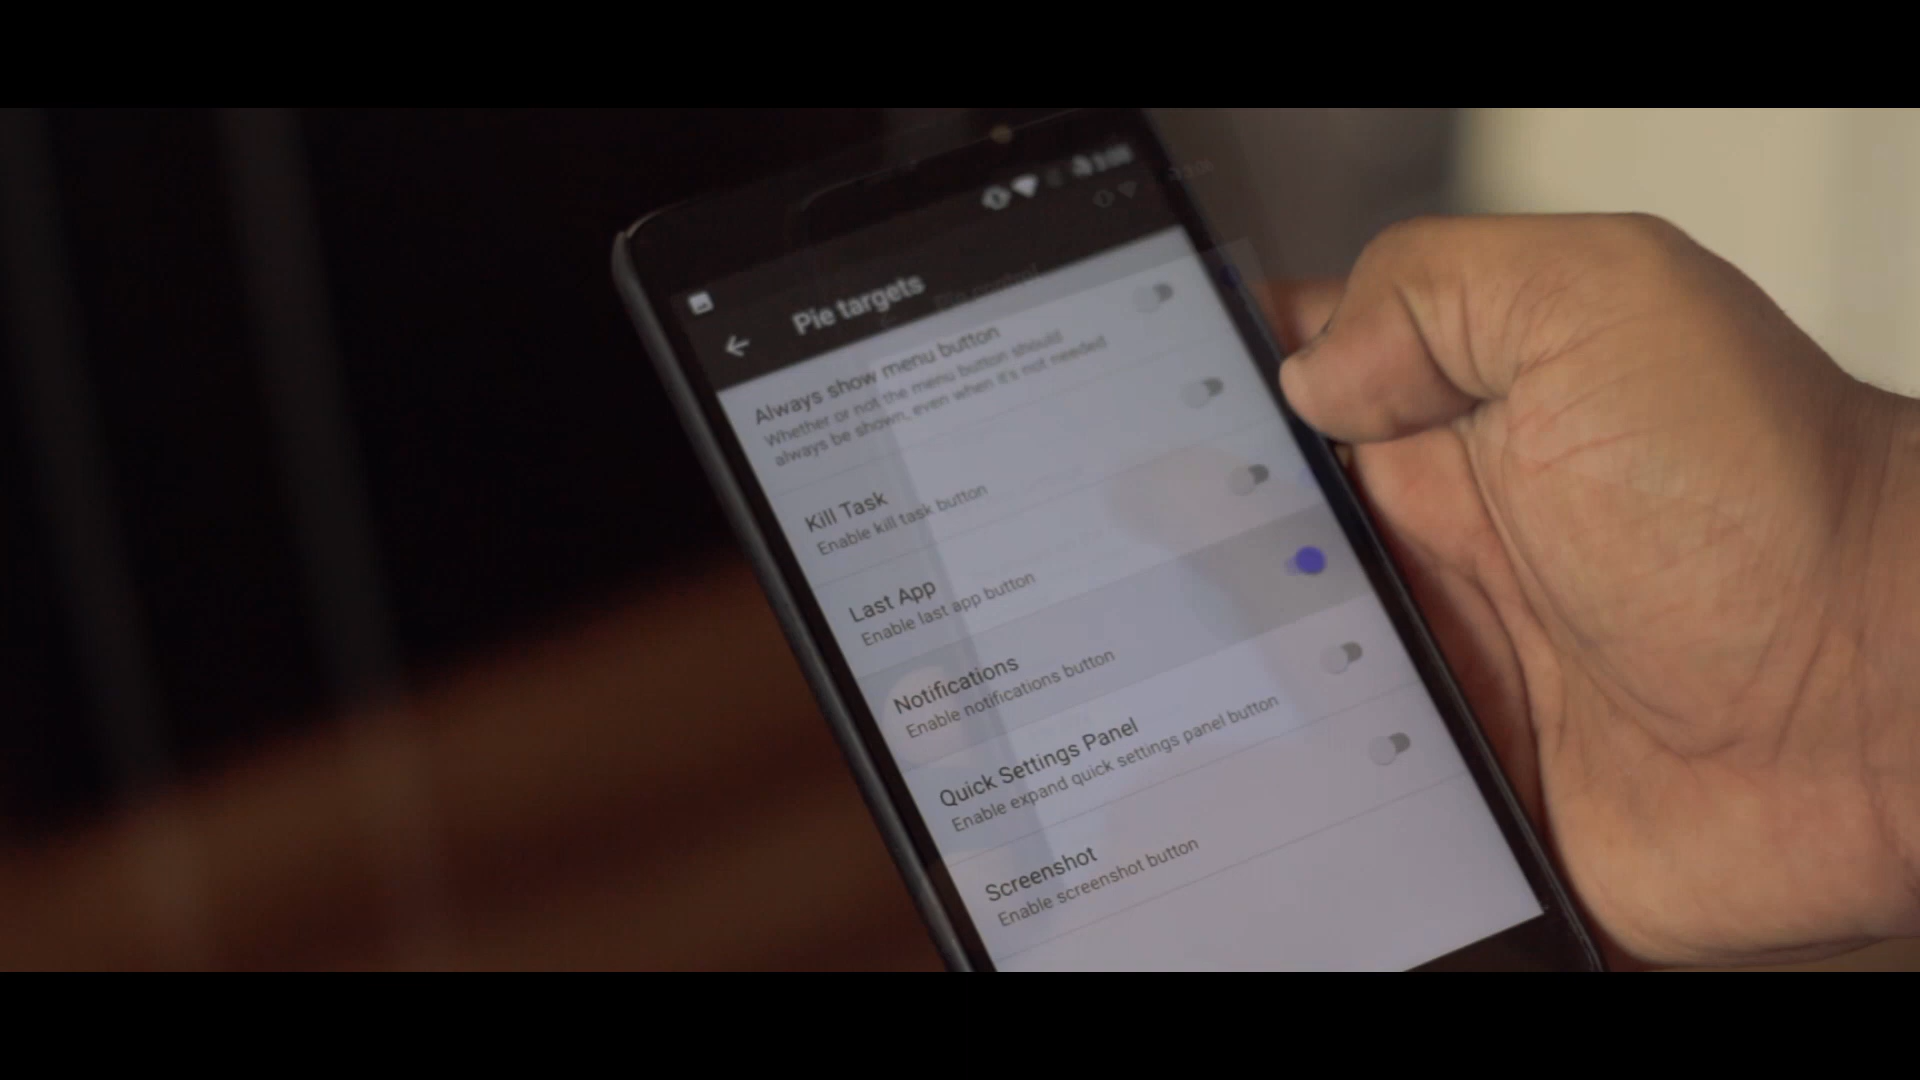 Pie targets
Always show menu button
Whether or not the menu button should
always be shown, even when it's not needed
Kill Task
Enable kill task button
Last App
Enable last app button
Notifications
Enable notifications button
Quick Settings Panel
Enable expand quick settings panel button
Screenshot
Enable screenshot button